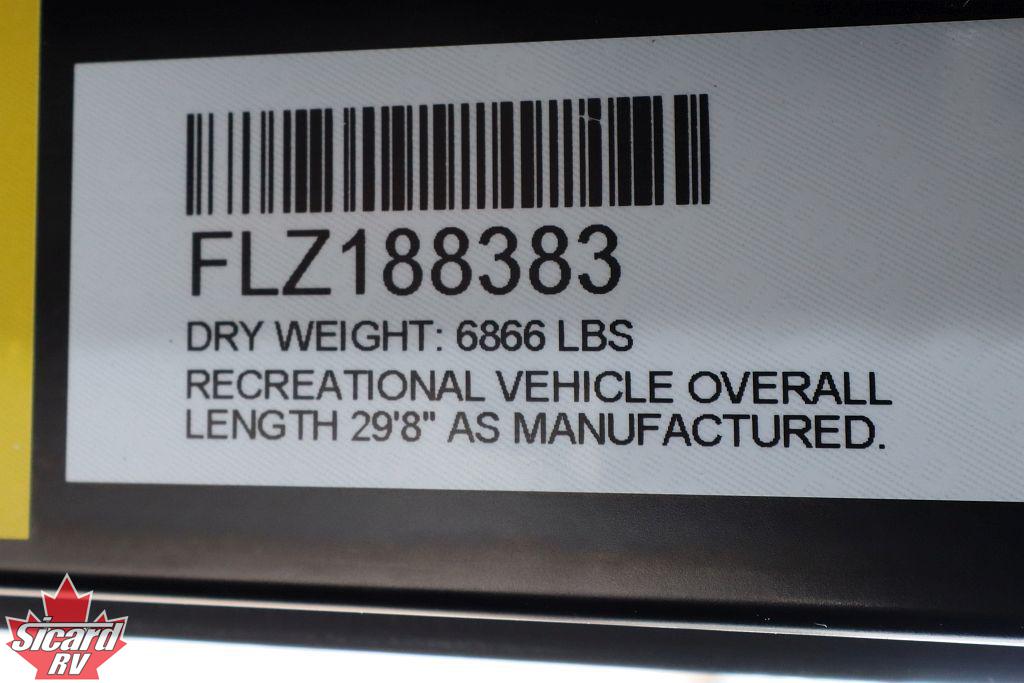 FLZ188383
DRY WEIGHT: 6866 LBS
RECREATIONAL VEHICLE OVERALL
LENGTH 29'8" AS MANUFACTURED.
Sicard
RV